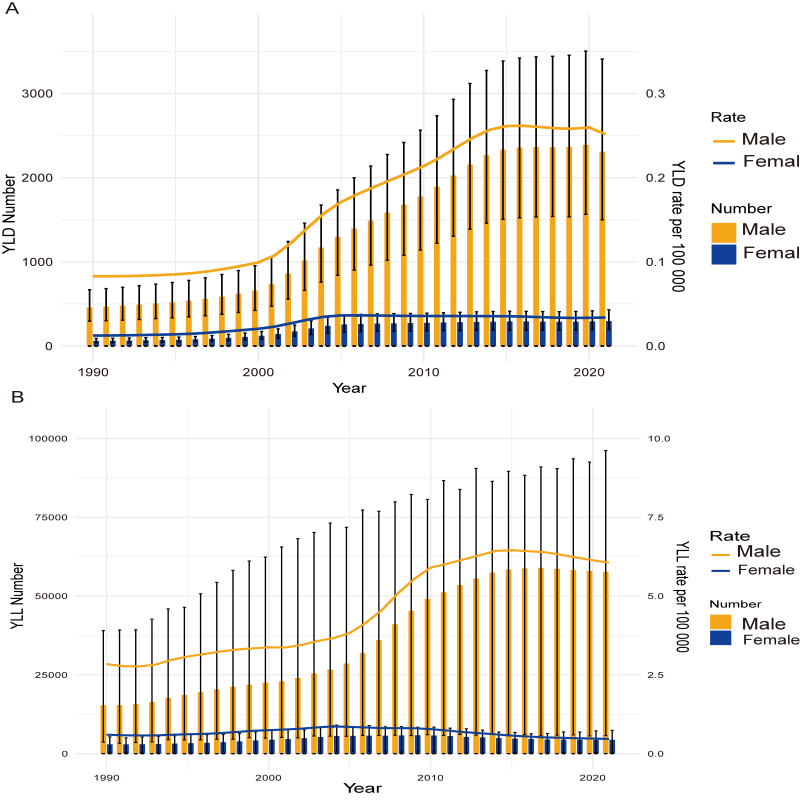 A
YLD Number
3000
2000
1000
0
0.3
0.2
0.1
0.0
YLD rate per 100 000
1990
2000
2010
2020
Year
Rate
Male
Femal
Number
Male
Femal
B
YLL Number
100000
75000
50000
25000
0
10.0
7.5
5.0
2.5
0.0
YLL rate per 100 000
1990
2000
2010
2020
Year
Rate
Male
Female
Number
Male
Female